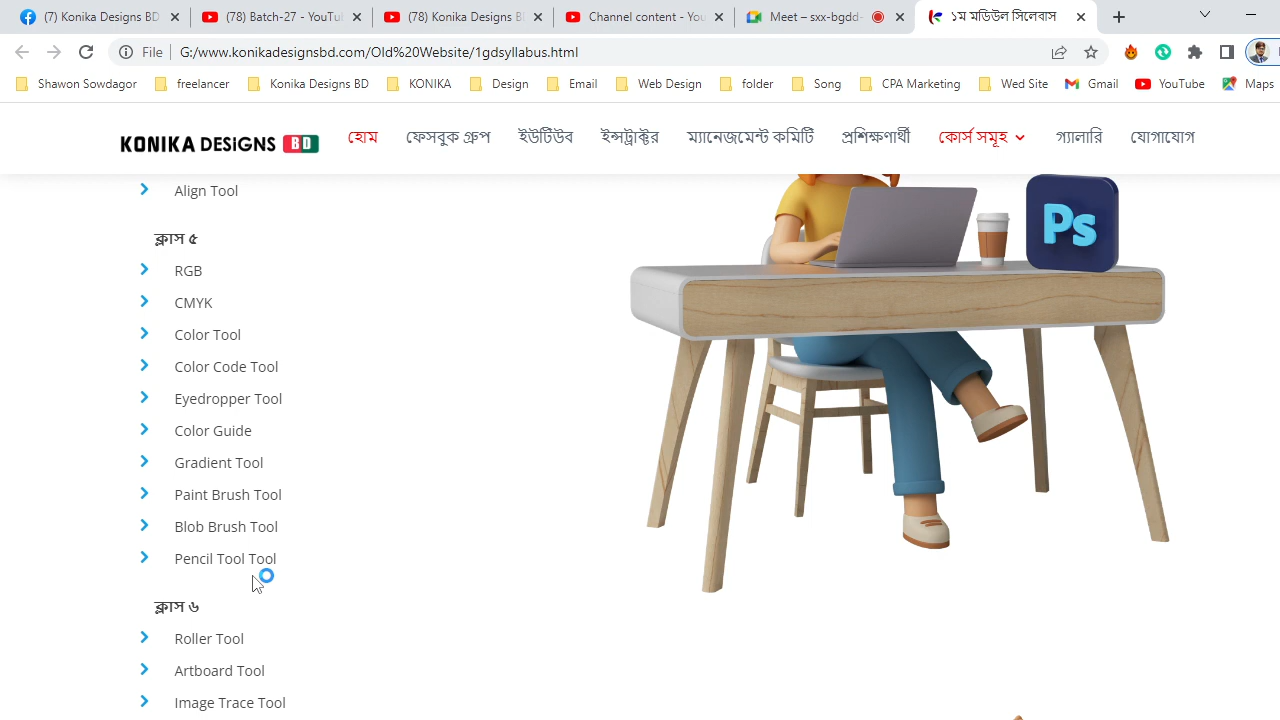 (7) Konika Designs BD
(78) Batch-27 - YouTu
(78) Konika Designs B
Channel content - You
Meet – sxx-bgdd-
১ম মডিউল সিলেবাস
File
G:/www.konikadesignsbd.com/Old%20Website/1gdsyllabus.html
Shawon Sowdagor
freelancer
Konika Designs BD
KONIKA
Design
Email
Web Design
folder
Song
CPA Marketing
Wed Site
Gmail
YouTube
Maps
KONIKA DESIGNS BD
হোম
ফেসবুক গ্রুপ
ইউটিউব
ইন্সট্রাক্টর
ম্যানেজমেন্ট কমিটি
প্রশিক্ষণার্থী
কোর্স সমূহ
গ্যালারি
যোগাযোগ
Align Tool
ক্লাস ৫
RGB
CMYK
Color Tool
Color Code Tool
Eyedropper Tool
Color Guide
Gradient Tool
Paint Brush Tool
Blob Brush Tool
Pencil Tool Tool
ক্লাস ৬
Roller Tool
Artboard Tool
Image Trace Tool
Ps